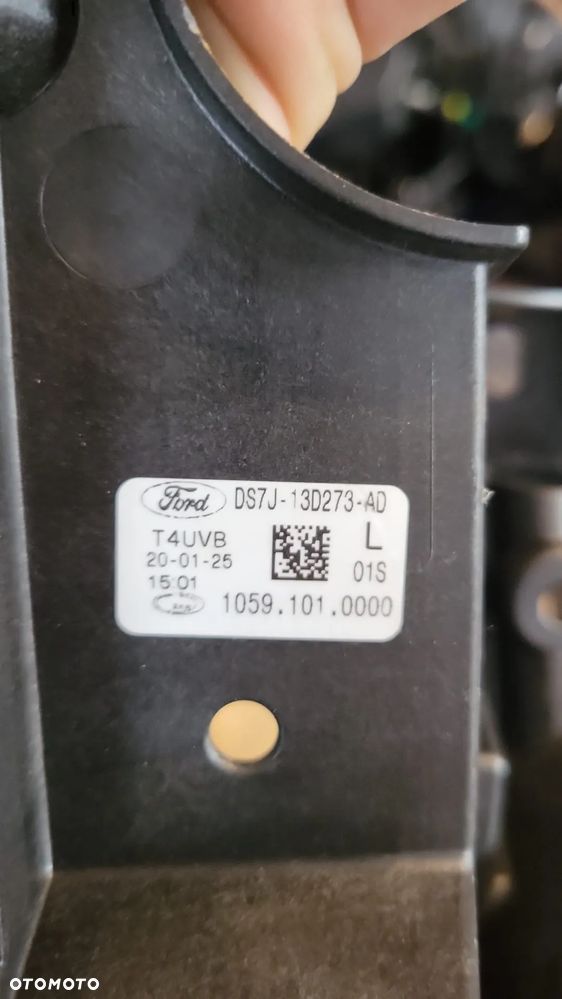 Ford DS7J-13D273-AD
T4UVB L
20-01-25
15:01 01S
1059.101.0000
OTOMOTO